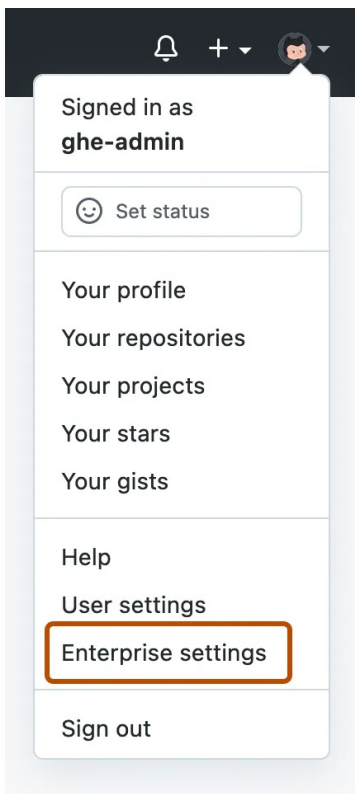 Signed in as
ghe-admin
Set status
Your profile
Your repositories
Your projects
Your stars
Your gists
Help
User settings
Enterprise settings
Sign out